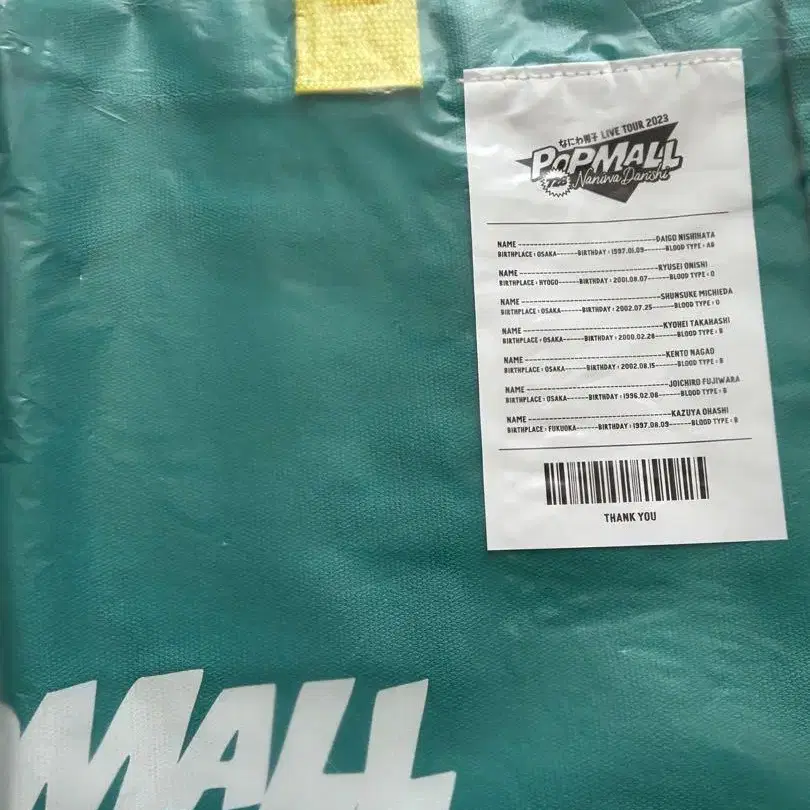 なにわ男子 LIVE TOUR 2023
POPMALL
728 Naniwa Danshi
NAME --------------------------DAIGO NISHIHATA
BIRTHPLACE : OSAKA------BIRTHDAY : 1997.01.09------BLOOD TYPE : AB
NAME --------------------------RYUSEI ONISHI
BIRTHPLACE : HYOGO------BIRTHDAY : 2001.08.07------BLOOD TYPE : O
NAME --------------------------SHUNSUKE MICHIEDA
BIRTHPLACE : OSAKA------BIRTHDAY : 2002.07.25------BLOOD TYPE : O
NAME --------------------------KYOHEI TAKAHASHI
BIRTHPLACE : OSAKA------BIRTHDAY : 2000.02.28------BLOOD TYPE : B
NAME --------------------------KENTO NAGAO
BIRTHPLACE : OSAKA------BIRTHDAY : 2002.08.15------BLOOD TYPE : B
NAME --------------------------JOICHIRO FUJIWARA
BIRTHPLACE : OSAKA------BIRTHDAY : 1996.02.08------BLOOD TYPE : B
NAME --------------------------KAZUYA OHASHI
BIRTHPLACE : FUKUOKA------BIRTHDAY : 1997.08.09------BLOOD TYPE : B
THANK YOU
MALL